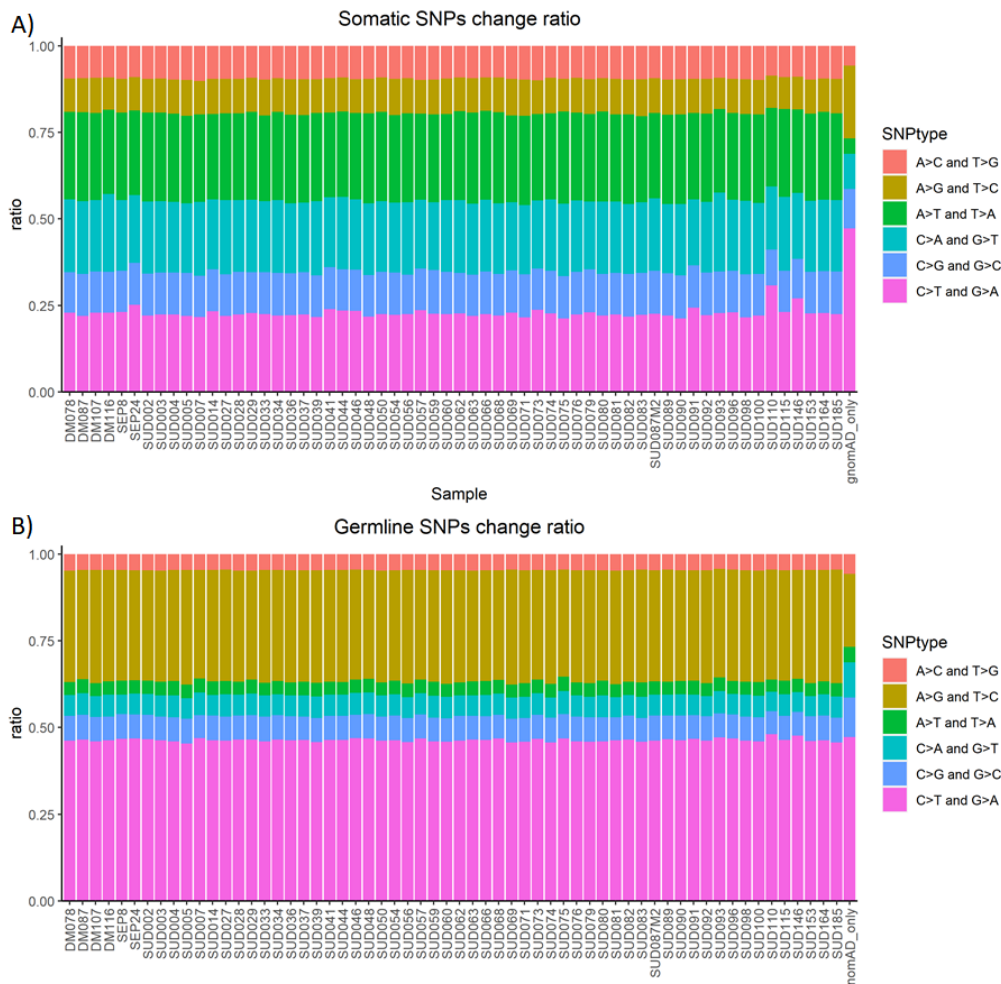 A)
Somatic SNPs change ratio
1.00
0.75
0.50
0.25
0.00
ratio
SNPtype
A>C and T>G
A>G and T>C
A>T and T>A
C>A and G>T
C>G and G>C
C>T and G>A
DM078
DM087
DM107
DM116
SEP8
SEP24
SUD002
SUD003
SUD004
SUD005
SUD007
SUD014
SUD027
SUD028
SUD029
SUD033
SUD034
SUD036
SUD037
SUD039
SUD041
SUD044
SUD046
SUD048
SUD050
SUD054
SUD056
SUD057
SUD059
SUD060
SUD062
SUD063
SUD066
SUD068
SUD069
SUD071
SUD073
SUD074
SUD075
SUD076
SUD079
SUD080
SUD081
SUD082
SUD083
SUD087M2
SUD089
SUD090
SUD091
SUD092
SUD093
SUD096
SUD098
SUD100
SUD110
SUD115
SUD146
SUD153
SUD164
SUD185
gnomAD_only
Sample
B)
Germline SNPs change ratio
1.00
0.75
0.50
0.25
0.00
ratio
SNPtype
A>C and T>G
A>G and T>C
A>T and T>A
C>A and G>T
C>G and G>C
C>T and G>A
DM078
DM087
DM107
DM116
SEP8
SEP24
SUD002
SUD003
SUD004
SUD005
SUD007
SUD014
SUD027
SUD028
SUD029
SUD033
SUD034
SUD036
SUD037
SUD039
SUD041
SUD044
SUD046
SUD048
SUD050
SUD054
SUD056
SUD057
SUD059
SUD060
SUD062
SUD063
SUD066
SUD068
SUD069
SUD071
SUD073
SUD074
SUD075
SUD076
SUD079
SUD080
SUD081
SUD082
SUD083
SUD087M2
SUD089
SUD090
SUD091
SUD092
SUD093
SUD096
SUD098
SUD100
SUD110
SUD115
SUD146
SUD153
SUD164
SUD185
nomAD_only